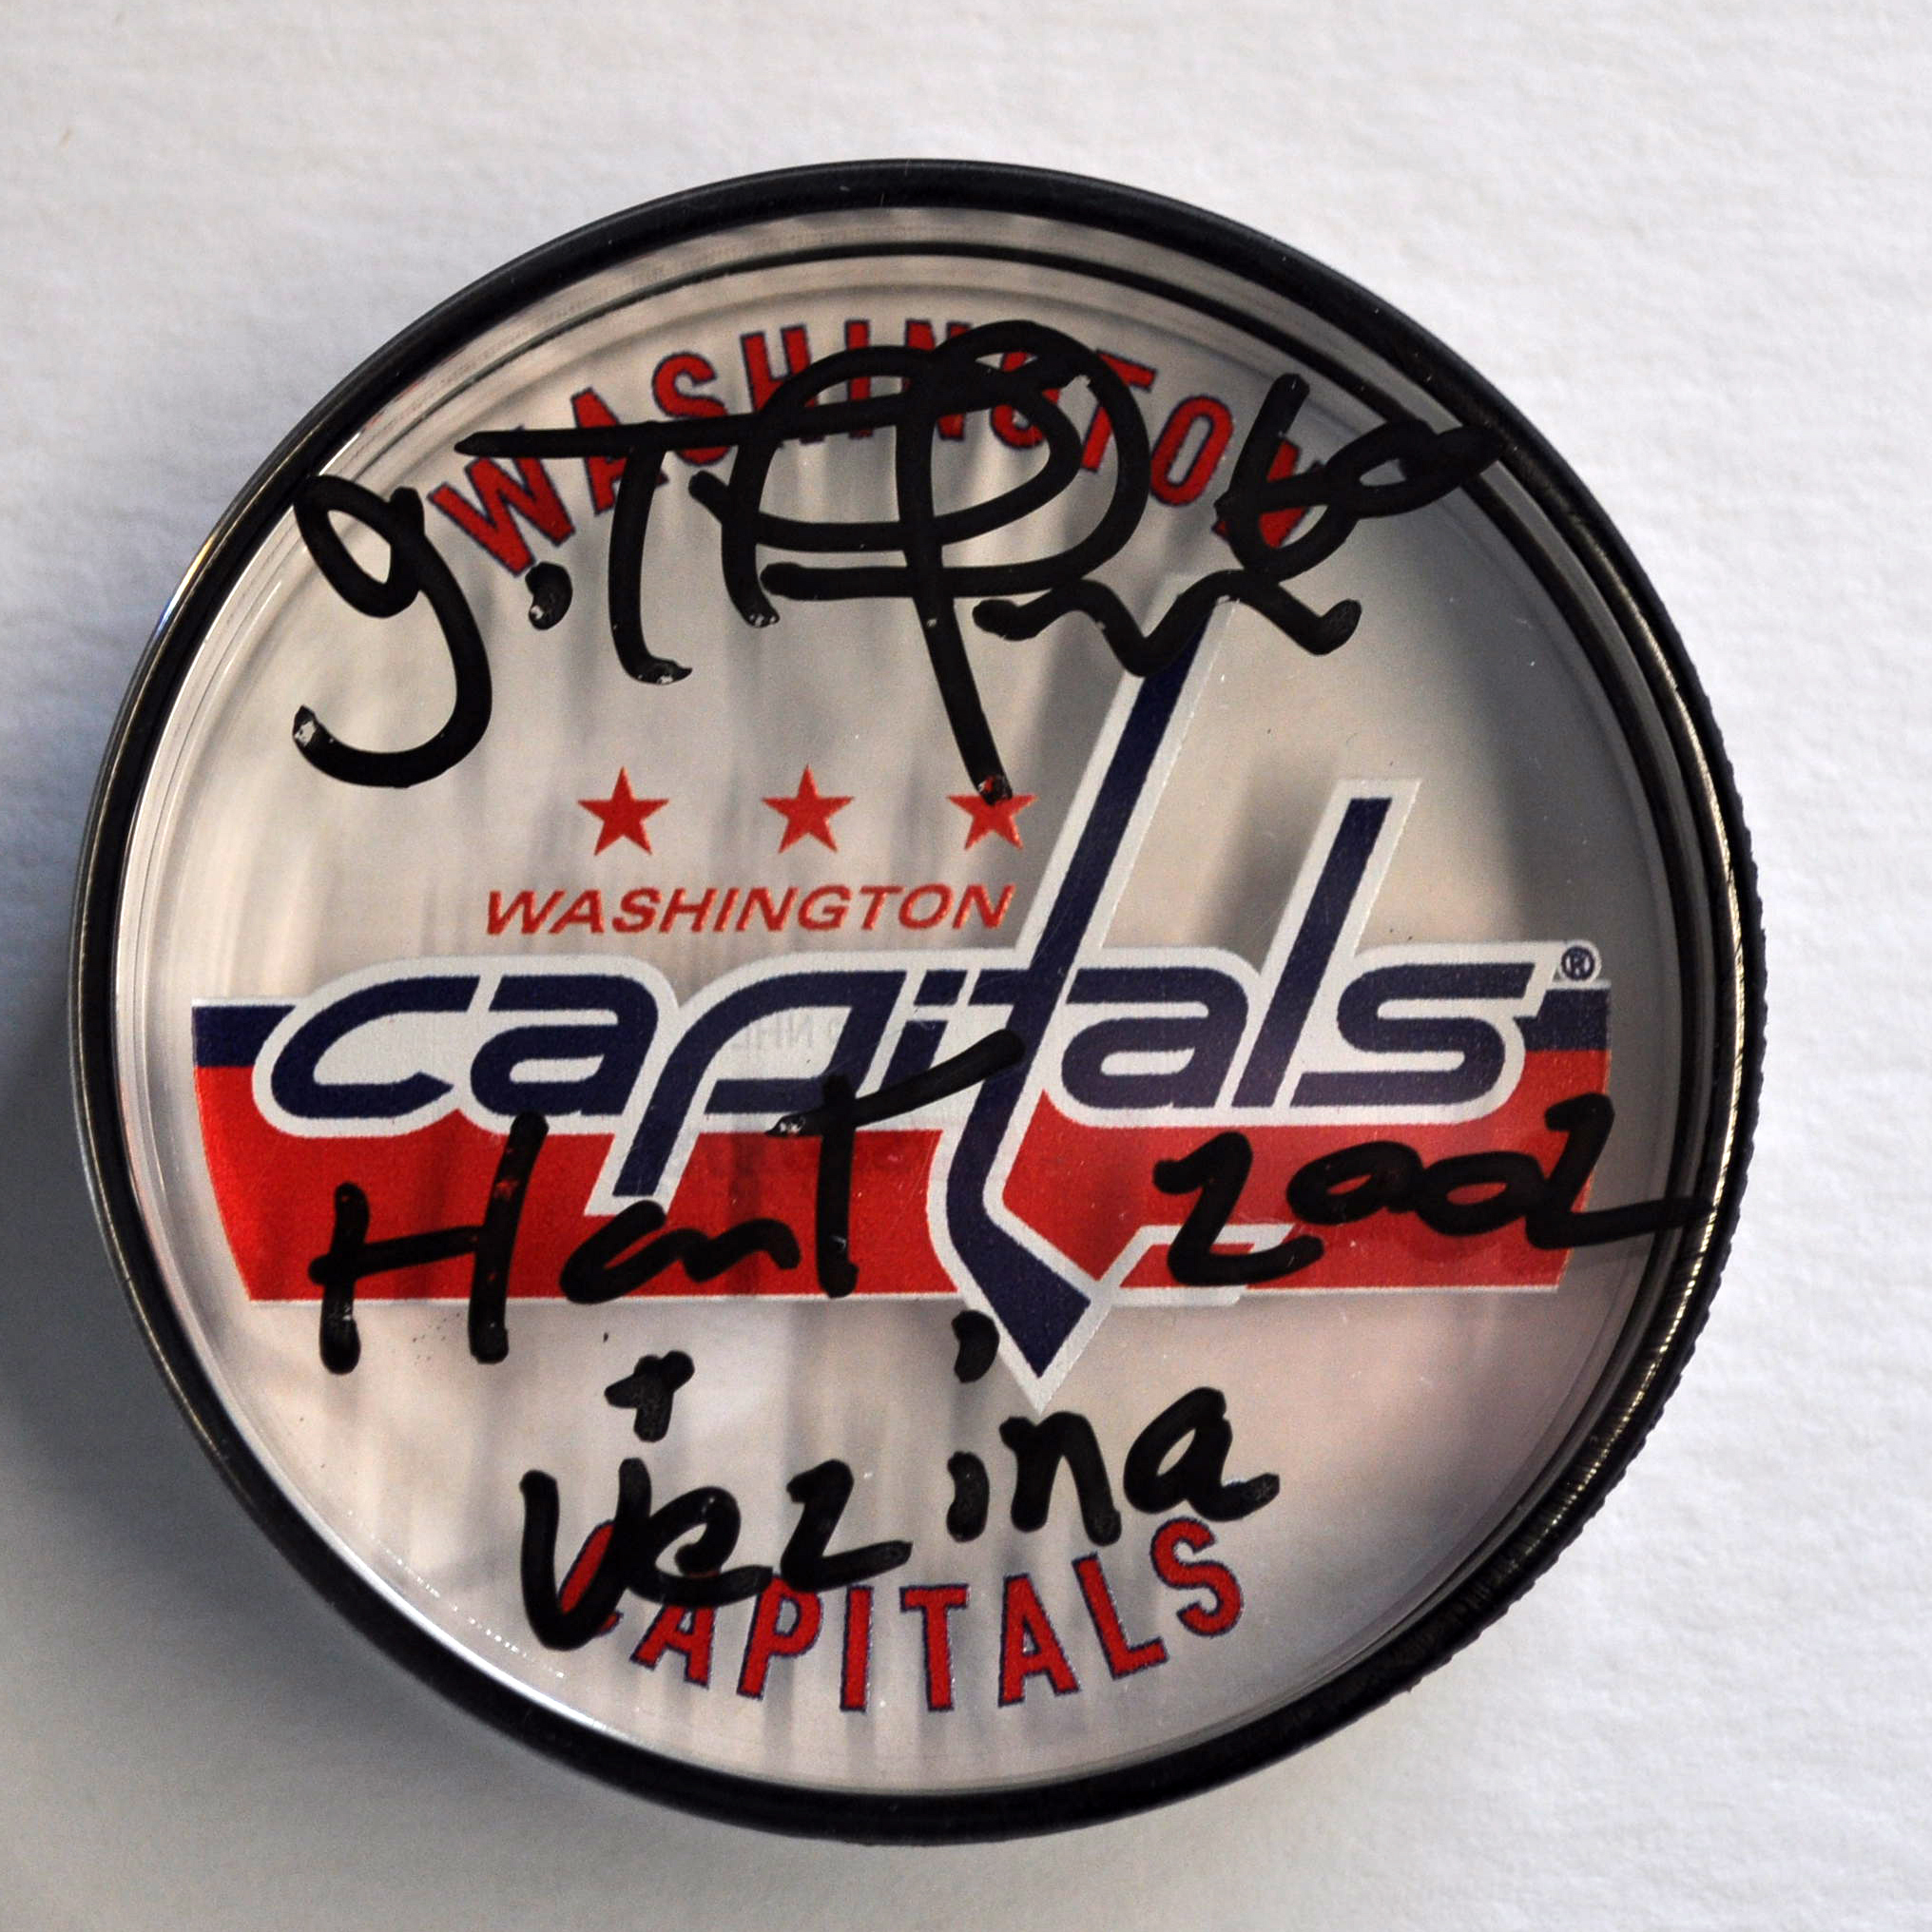 WASHINGTON
WASHINGTON
capitals®
Hart 2002
+
Vezina
CAPITALS